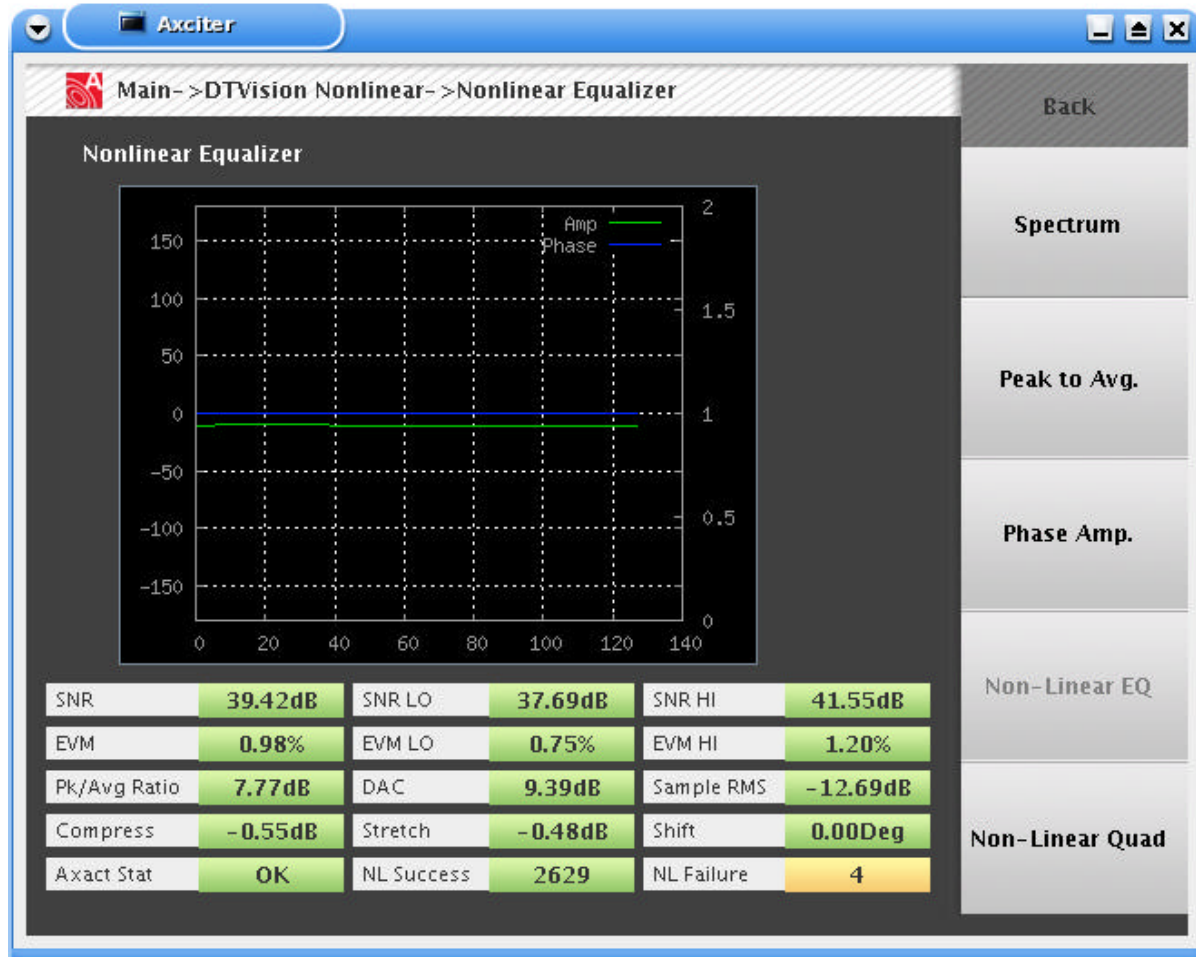 Axciter
Main->DTVision Nonlinear->Nonlinear Equalizer
Back
Nonlinear Equalizer
Spectrum
Peak to Avg.
Phase Amp.
Non-Linear EQ
Non-Linear Quad
Amp
Phase
150
100
50
0
-50
-100
-150
2
1.5
1
0.5
0
0 20 40 60 80 100 120 140
SNR 39.42dB SNR LO 37.69dB SNR HI 41.55dB
EVM 0.98% EVM LO 0.75% EVM HI 1.20%
Pk/Avg Ratio 7.77dB DAC 9.39dB Sample RMS -12.69dB
Compress -0.55dB Stretch -0.48dB Shift 0.00Deg
Axact Stat OK NL Success 2629 NL Failure 4